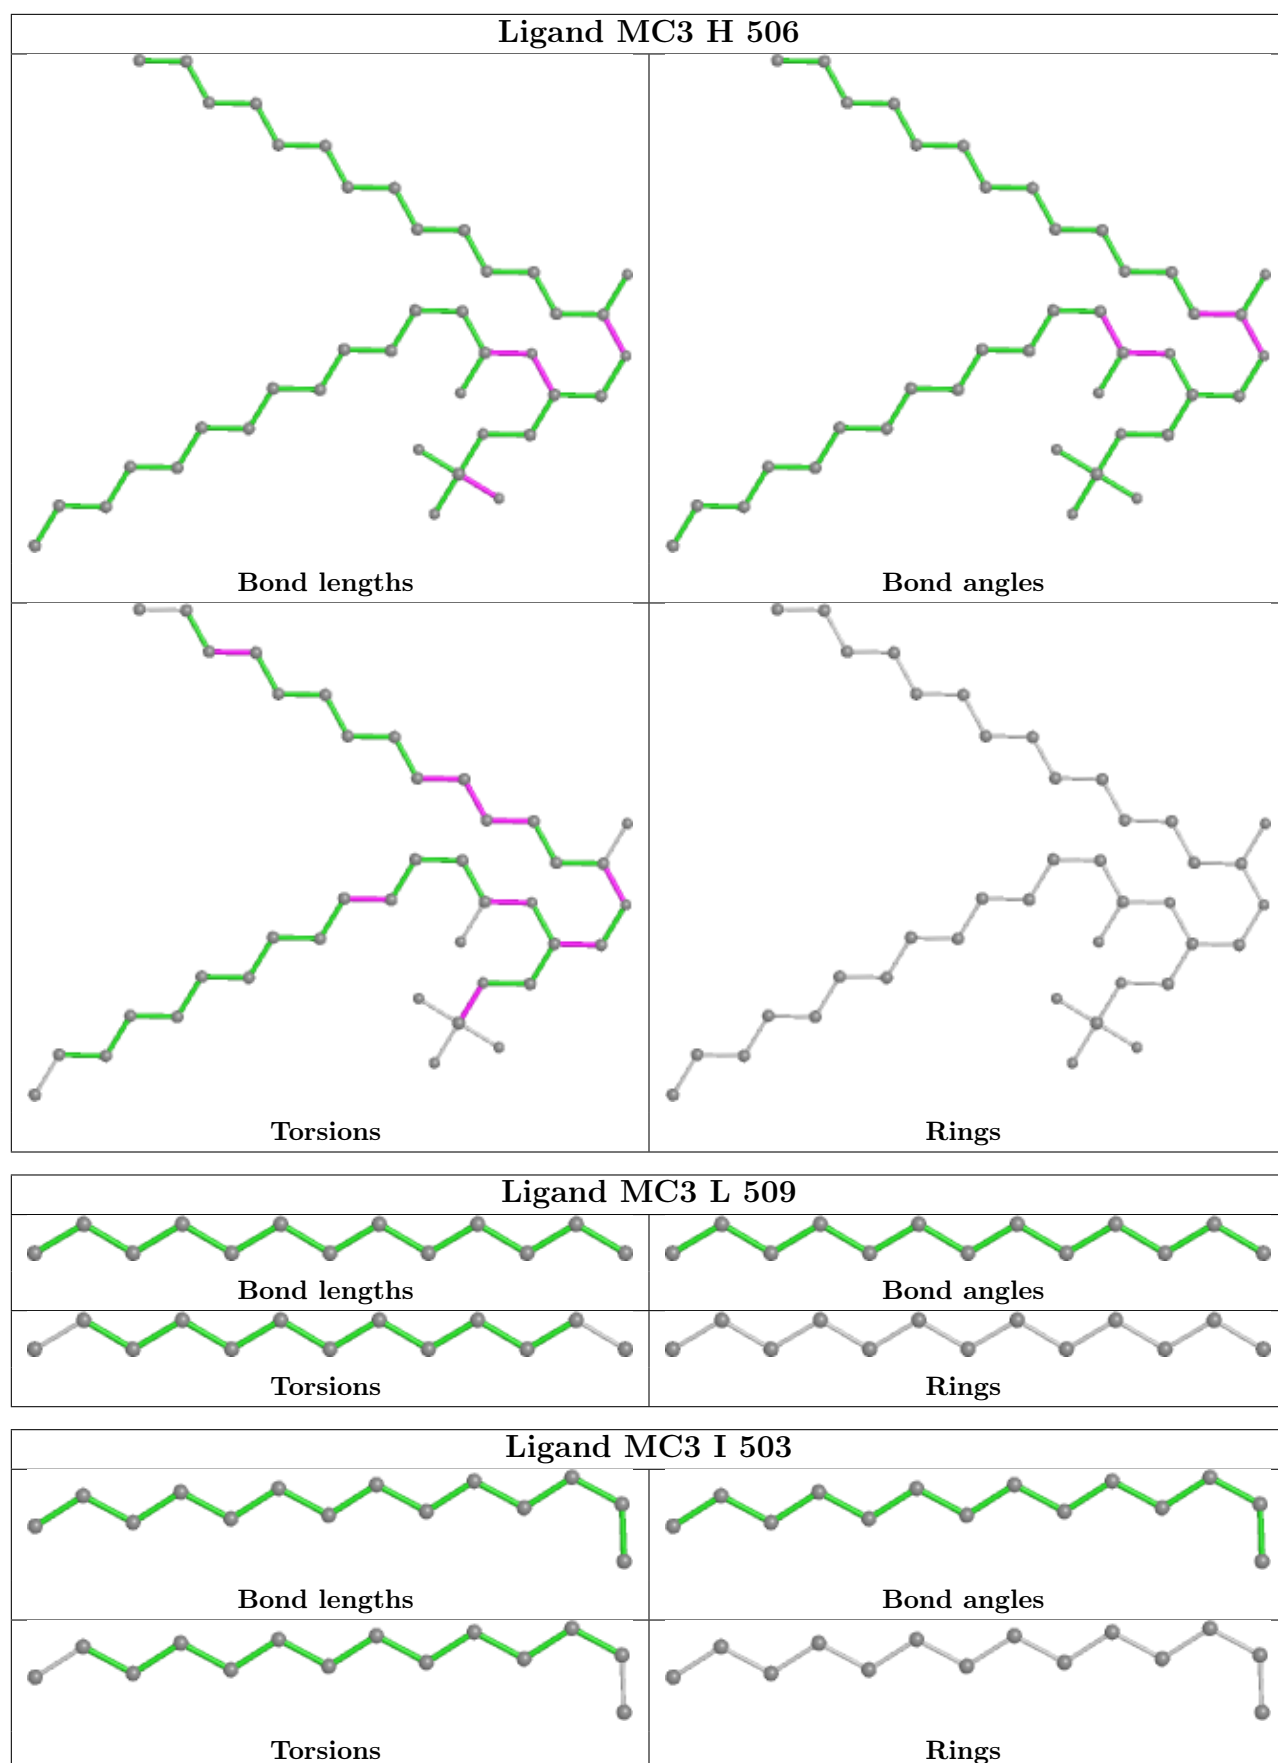 Ligand MC3 H 506
Bond lengths
Bond angles
Torsions
Rings
Ligand MC3 L 509
Bond lengths
Bond angles
Torsions
Rings
Ligand MC3 I 503
Bond lengths
Bond angles
Torsions
Rings